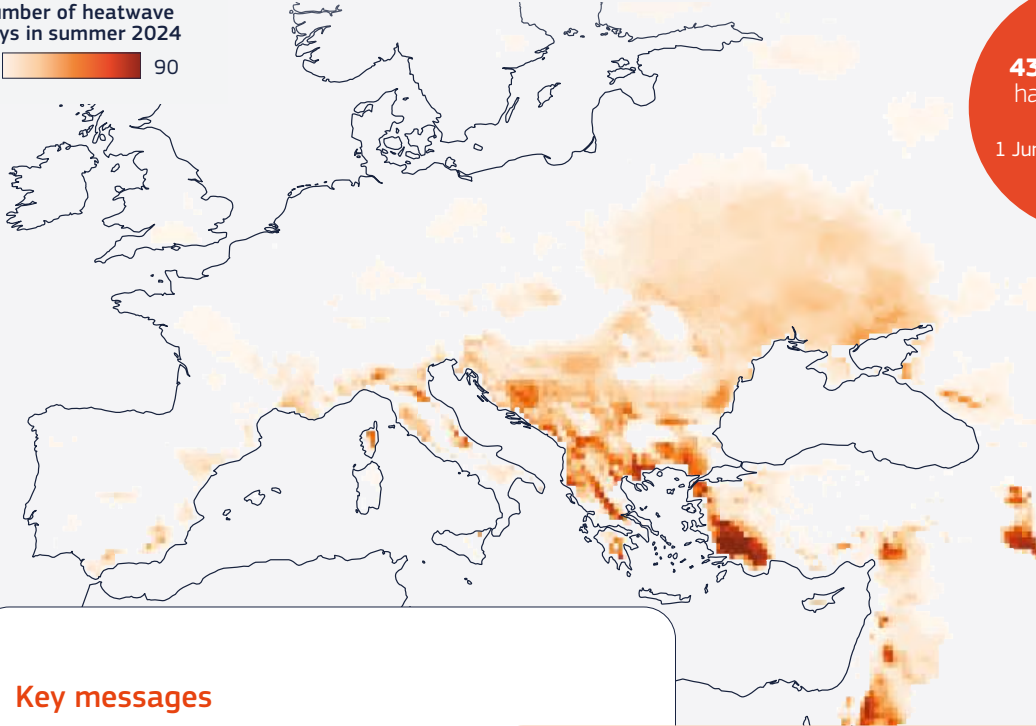 umber of heatwave
ys in summer 2024
90
43
ha
1 Jun
Key messages